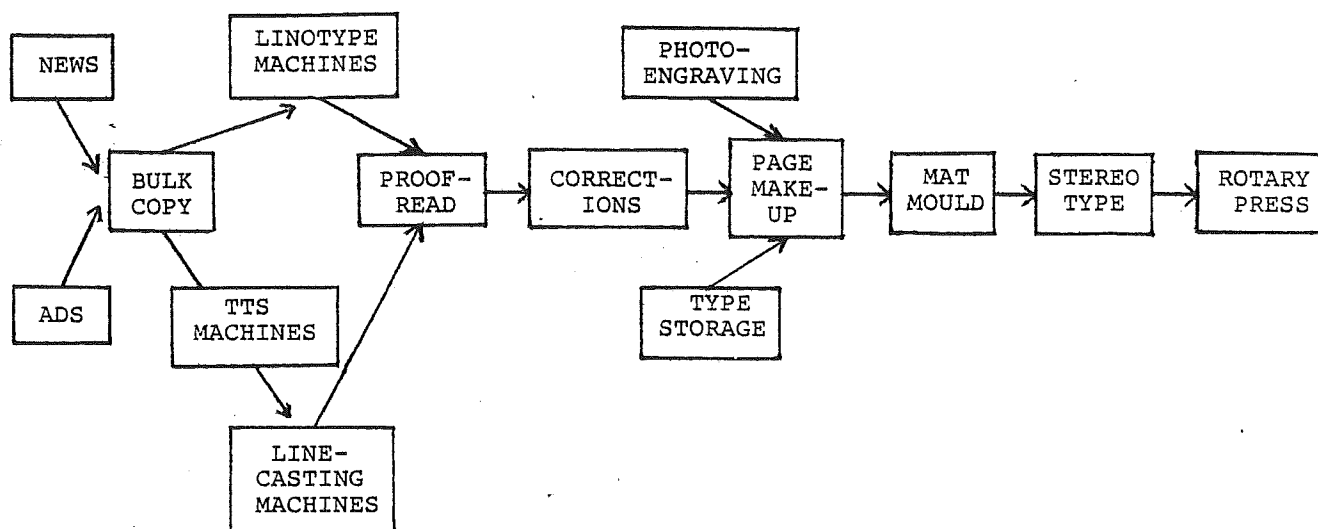 NEWS
LINOTYPE
MACHINES
PHOTO-
ENGRAVING
BULK
COPY
PROOF-
READ
CORRECT-
IONS
PAGE
MAKE-
UP
MAT
MOULD
STEREO
TYPE
ROTARY
PRESS
ADS
TTS
MACHINES
TYPE
STORAGE
LINE-
CASTING
MACHINES